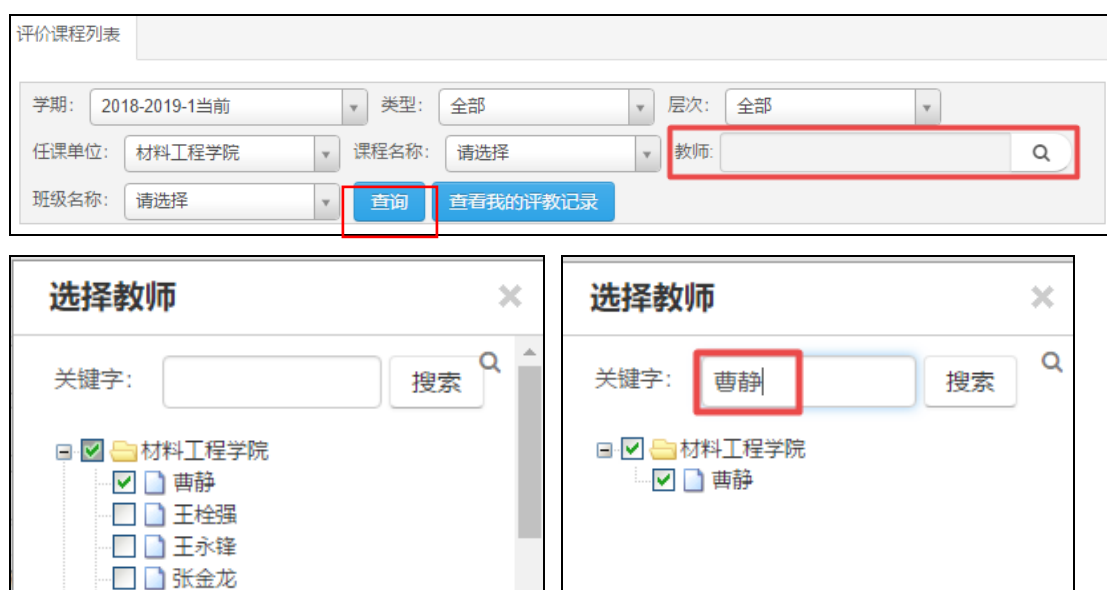 评价课程列表
学期： 2018-2019-1当前 类型： 全部 层次： 全部
任课单位： 材料工程学院 课程名称： 请选择 教师:
班级名称： 请选择 查询 查看我的评教记录
选择教师
关键字： 搜索
材料工程学院
曹静
王栓强
王永锋
张金龙
选择教师
关键字： 曹静 搜索
材料工程学院
曹静